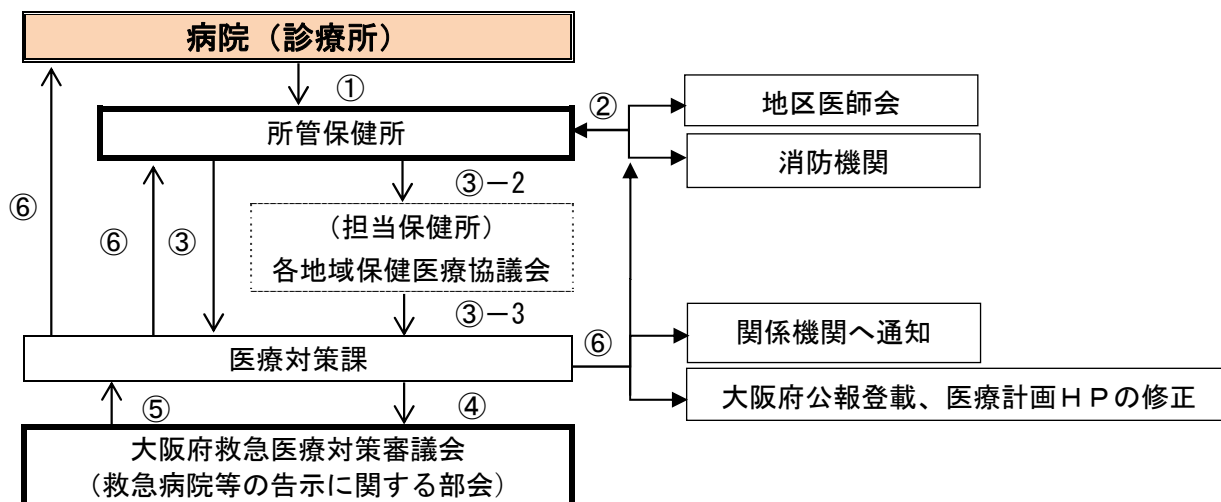 病院（診療所）
①
所管保健所
②
地区医師会
消防機関
③－2
⑥
⑥
③
（担当保健所）
各地域保健医療協議会
③－3
医療対策課
⑥
関係機関へ通知
大阪府公報登載、医療計画ＨＰの修正
⑤
④
大阪府救急医療対策審議会
（救急病院等の告示に関する部会）